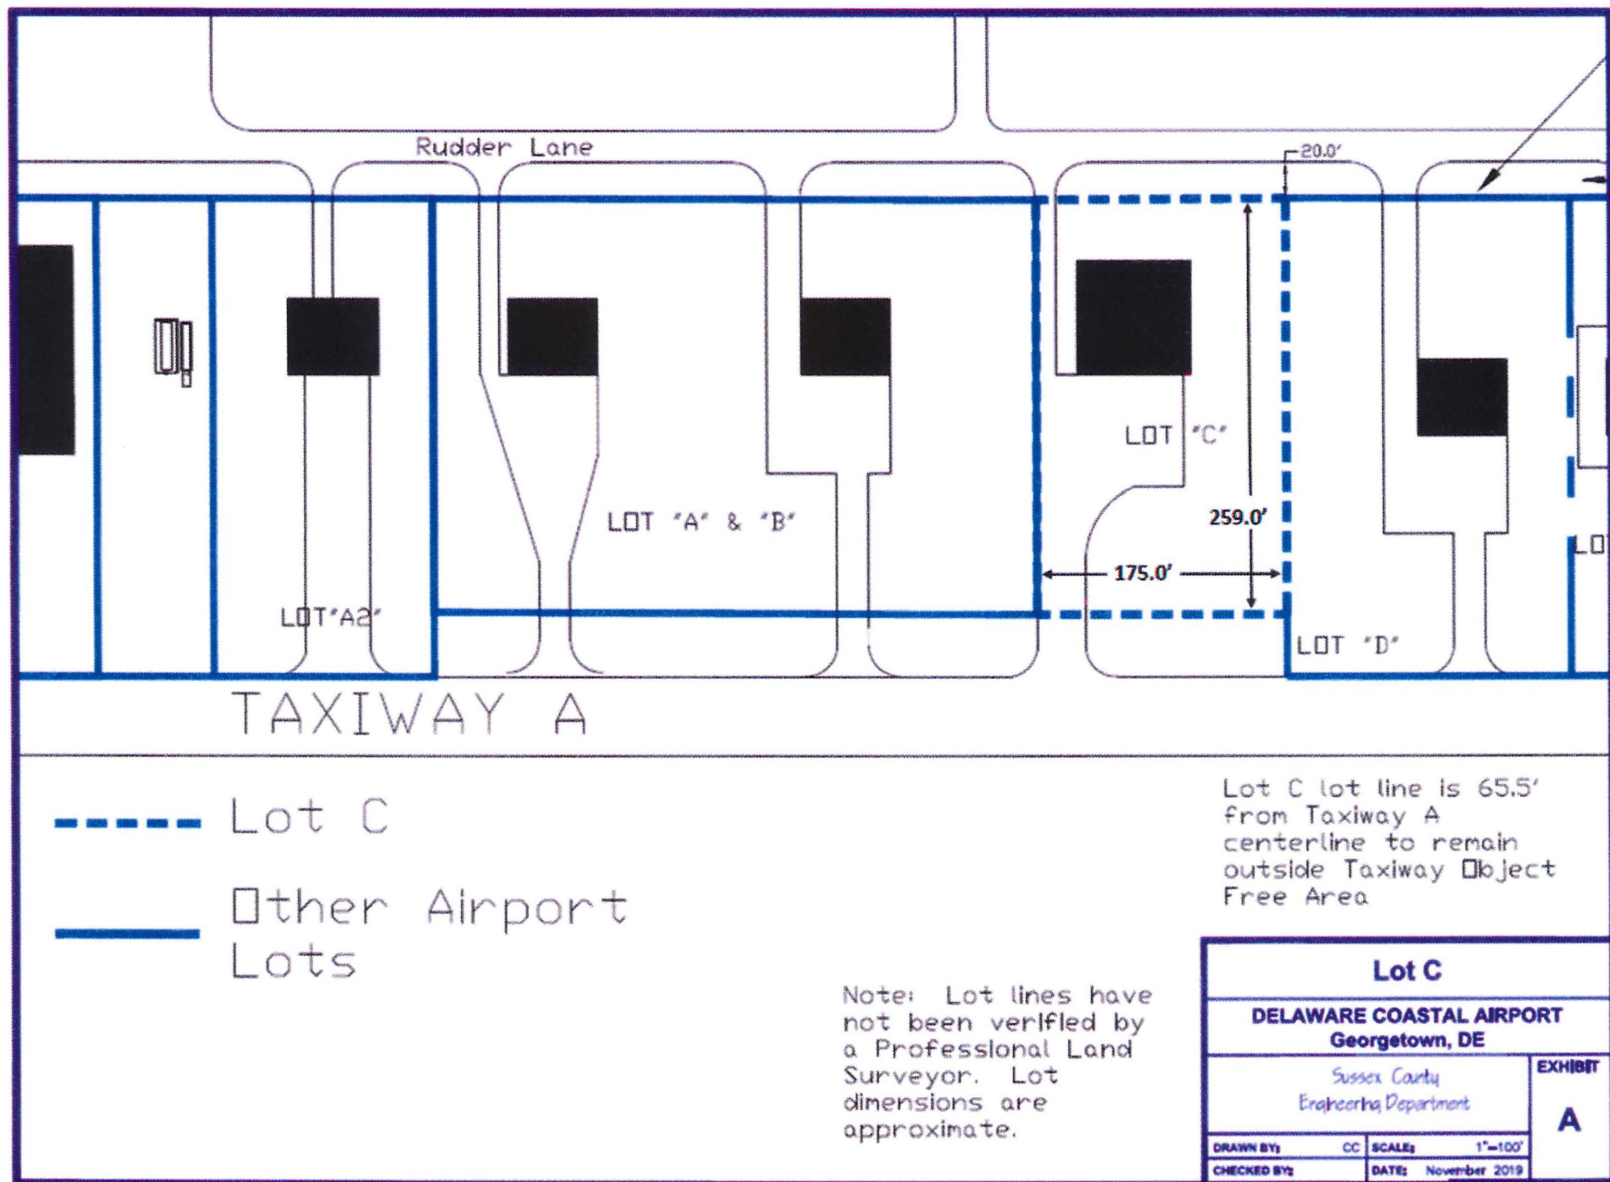 Rudder Lane
20.0'
LOT "C"
259.0'
LOT "A" & "B"
175.0'
LOT"A2"
LOT "D"
TAXIWAY A
Lot C
Other Airport
Lots
Lot C lot line is 65.5'
from Taxiway A
centerline to remain
outside Taxiway Object
Free Area
Note: Lot lines have
not been verified by
a Professional Land
Surveyor. Lot
dimensions are
approximate.
Lot C
DELAWARE COASTAL AIRPORT
Georgetown, DE
Sussex County
Engineering Department
EXHIBIT
A
DRAWN BY: CC SCALE: 1"=100'
CHECKED BY: DATE: November 2019